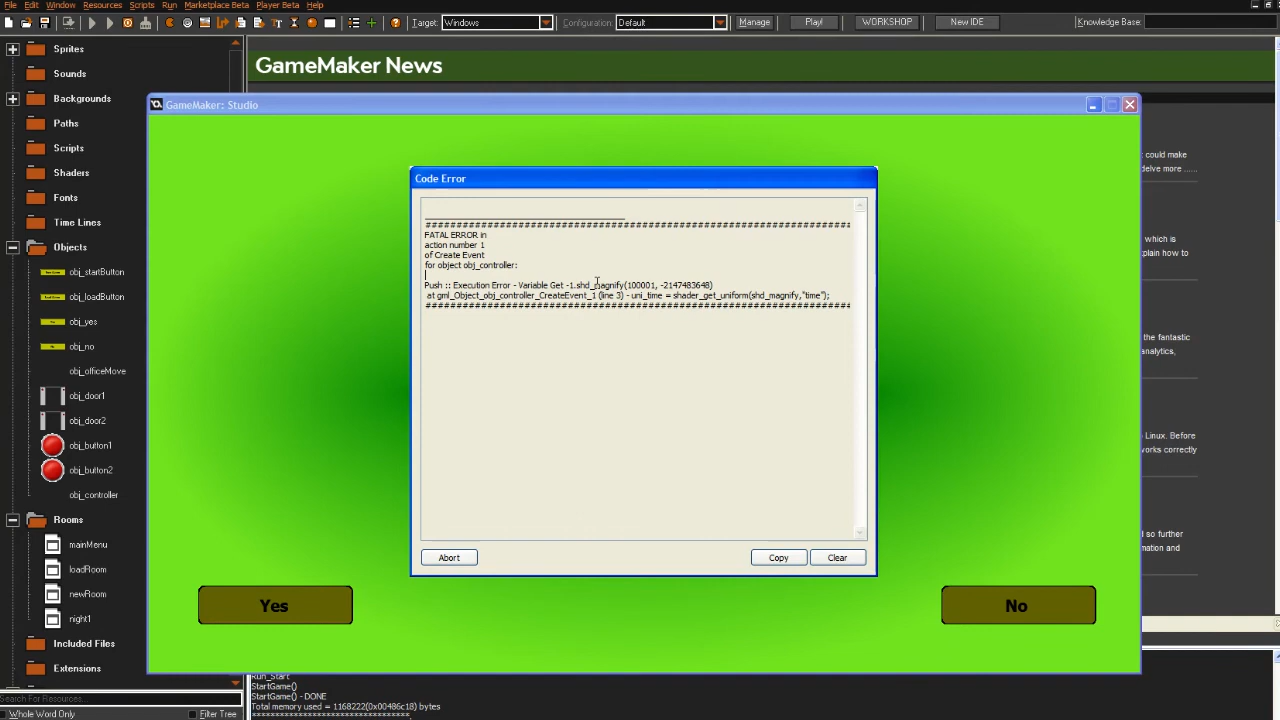 File Edit Window Resources Scripts Run Marketplace Beta Player Beta Help
Target: Windows Configuration: Default Manage Play! WORKSHOP New IDE Knowledge Base:
Sprites
Sounds
Backgrounds
Paths
Scripts
Shaders
Fonts
Time Lines
Objects
obj_startButton
obj_loadButton
obj_yes
obj_no
obj_officeMove
obj_door1
obj_door2
obj_button1
obj_button2
obj_controller
Rooms
mainMenu
loadRoom
newRoom
night1
Included Files
Extensions
Search For Resources...
Whole Word Only Filter Tree
GameMaker News
GameMaker: Studio
Code Error
___________________________________________
############################################################################################
FATAL ERROR in
action number 1
of Create Event
for object obj_controller:
Push :: Execution Error - Variable Get -1.shd_magnify(100001, -2147483648)
at gml_Object_obj_controller_CreateEvent_1 (line 3) - uni_time = shader_get_uniform(shd_magnify,"time");
############################################################################################
Abort Copy Clear
Yes
No
could make
delve more ......
which is
explain how to
the fantastic
analytics,
Linux. Before
works correctly
so further
mation and
Run_Start
StartGame()
StartGame() - DONE
Total memory used = 1168222(0x00486c18) bytes
**********************************